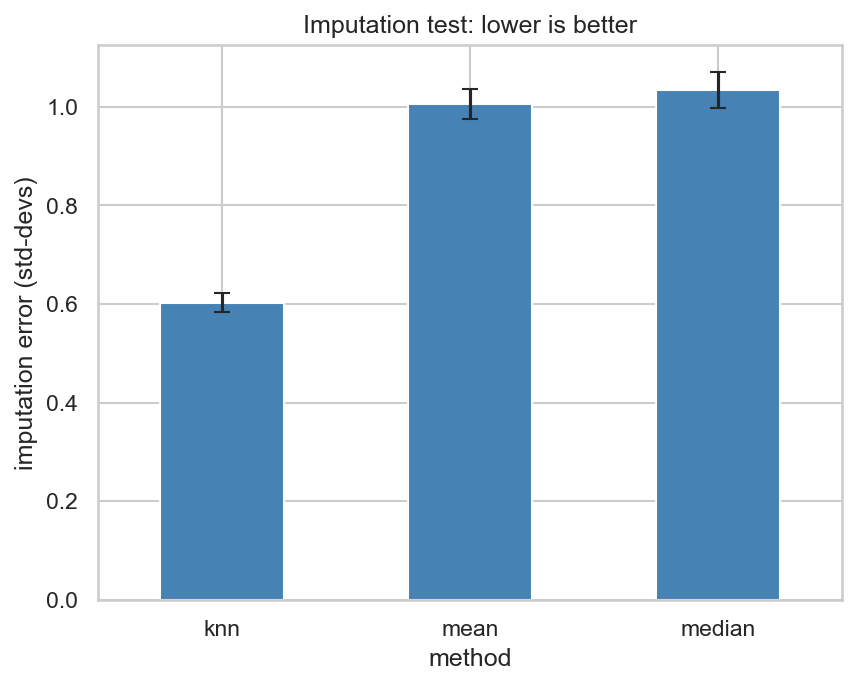 Imputation test: lower is better
imputation error (std-devs)
1.0
0.8
0.6
0.4
0.2
0.0
knn
mean
median
method